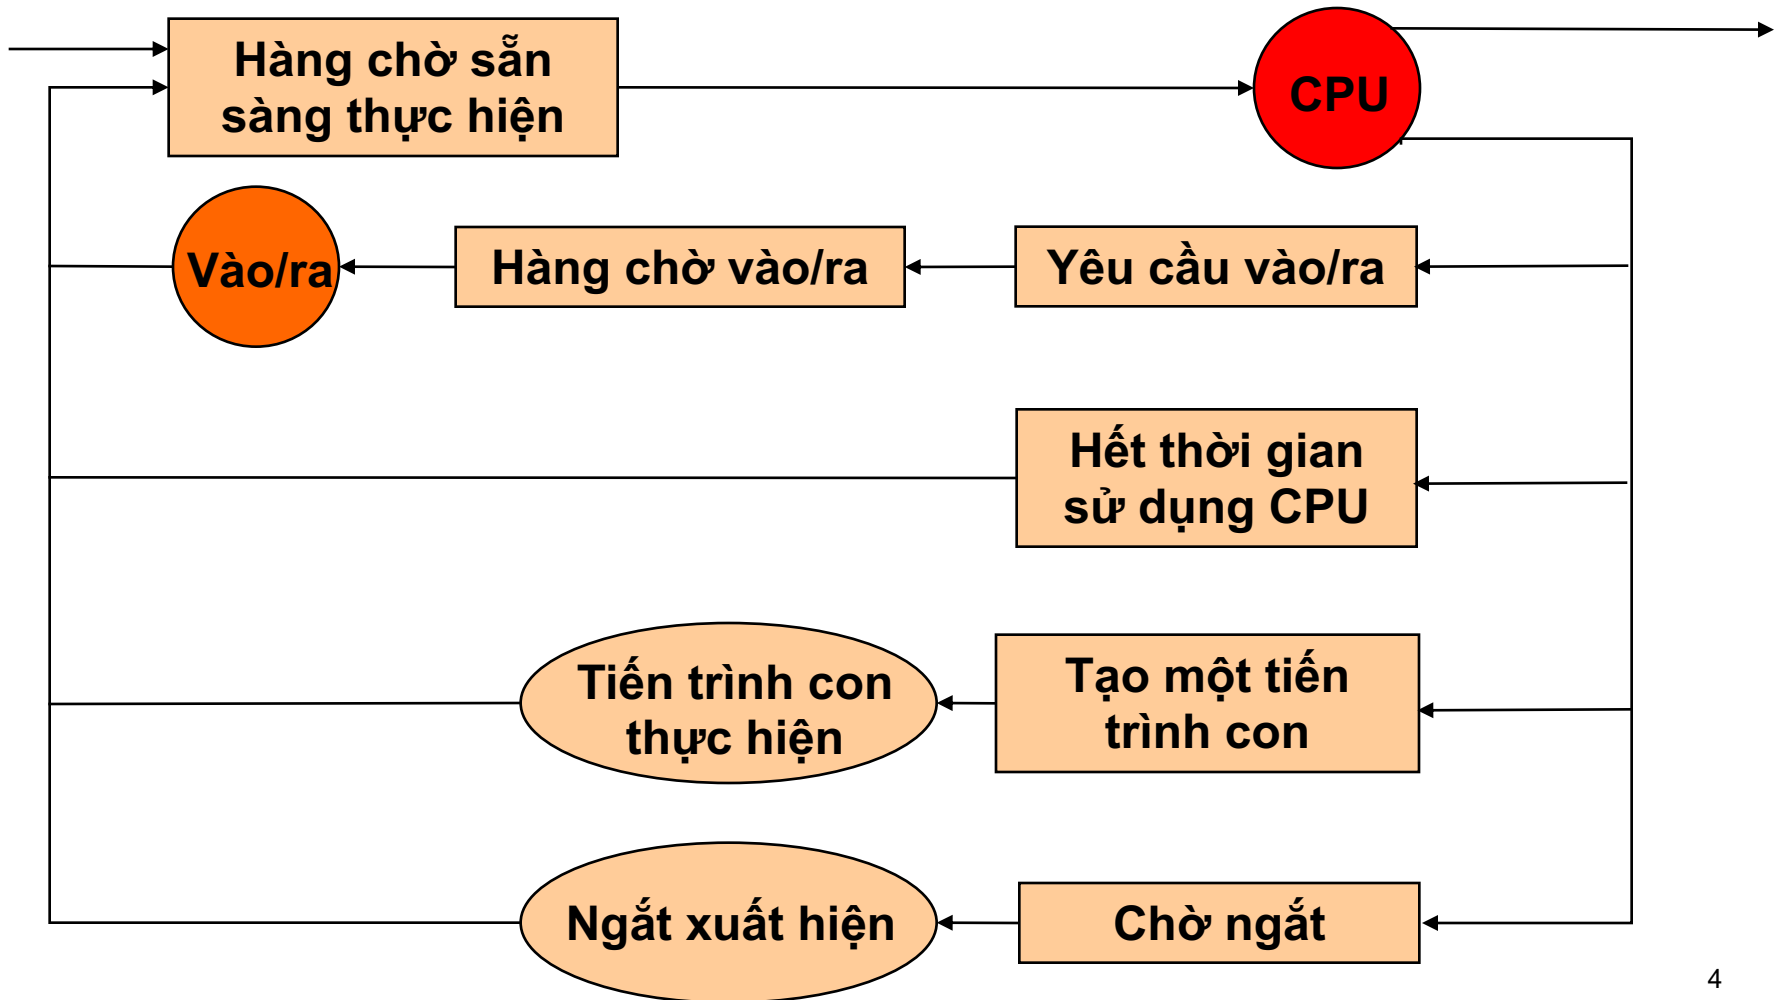 Hàng chờ sẵn
sàng thực hiện
CPU
Vào/ra
Hàng chờ vào/ra
Yêu cầu vào/ra
Hết thời gian
sử dụng CPU
Tiến trình con
thực hiện
Tạo một tiến
trình con
Ngắt xuất hiện
Chờ ngắt
4